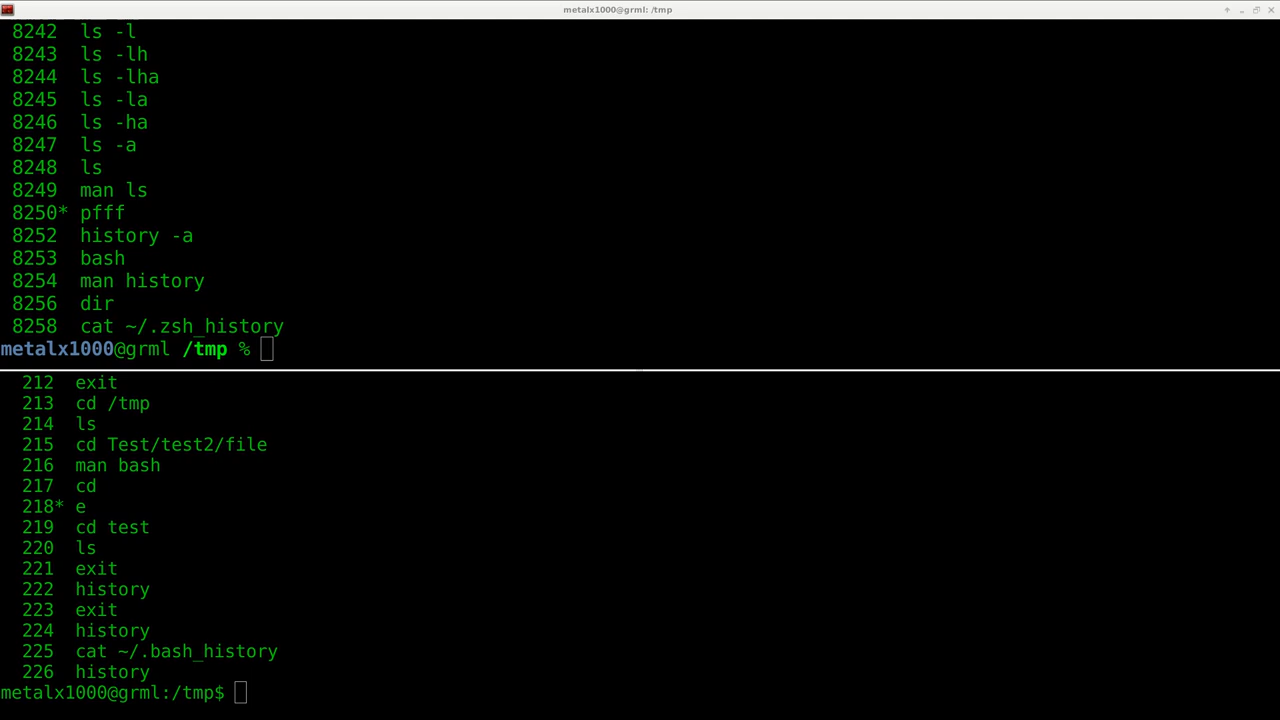 metalx1000@grml: /tmp
8242 ls -l
8243 ls -lh
8244 ls -lha
8245 ls -la
8246 ls -ha
8247 ls -a
8248 ls
8249 man ls
8250* pfff
8252 history -a
8253 bash
8254 man history
8256 dir
8258 cat ~/.zsh_history
metalx1000@grml /tmp %
212 exit
213 cd /tmp
214 ls
215 cd Test/test2/file
216 man bash
217 cd
218* e
219 cd test
220 ls
221 exit
222 history
223 exit
224 history
225 cat ~/.bash_history
226 history
metalx1000@grml:/tmp$